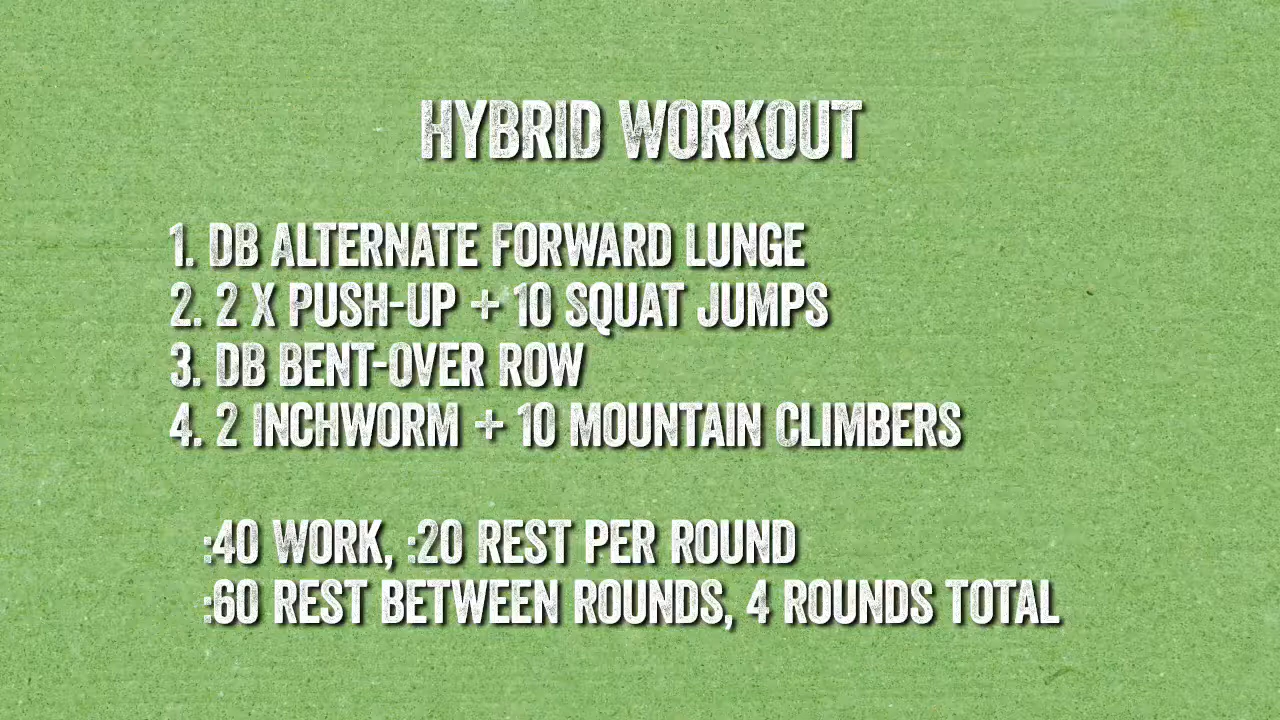 HYBRID WORKOUT
1. DB ALTERNATE FORWARD LUNGE
2. 2 X PUSH-UP + 10 SQUAT JUMPS
3. DB BENT-OVER ROW
4. 2 INCHWORM + 10 MOUNTAIN CLIMBERS
:40 WORK, :20 REST PER ROUND
:60 REST BETWEEN ROUNDS, 4 ROUNDS TOTAL